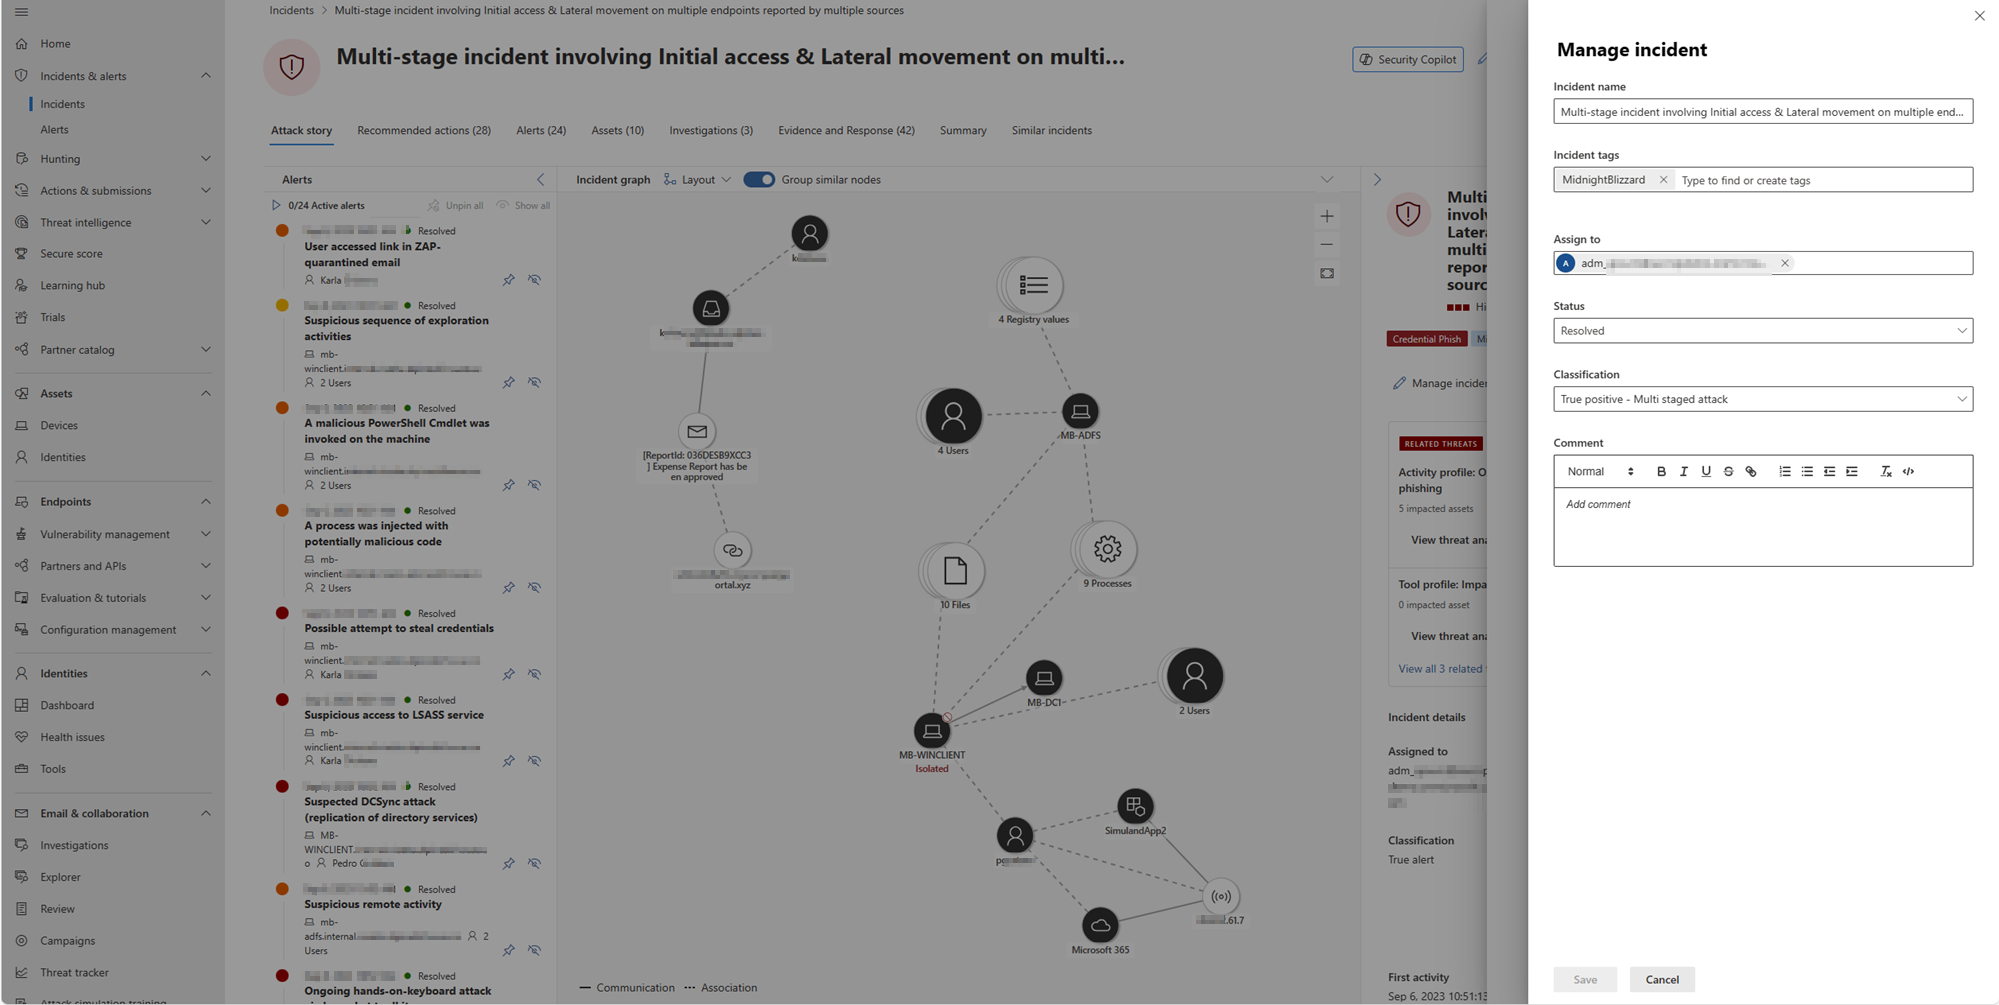 Home
Incidents & alerts
Incidents
Alerts
Hunting
Actions & submissions
Threat intelligence
Secure score
Learning hub
Trials
Partner catalog
Assets
Devices
Identities
Endpoints
Vulnerability management
Partners and APIs
Evaluation & tutorials
Configuration management
Identities
Dashboard
Health issues
Tools
Email & collaboration
Investigations
Explorer
Review
Campaigns
Threat tracker
Attack simulation training
Incidents > Multi-stage incident involving Initial access & Lateral movement on multiple endpoints reported by multiple sources
Multi-stage incident involving Initial access & Lateral movement on multi...
Security Copilot
Attack story
Recommended actions (28)
Alerts (24)
Assets (10)
Investigations (3)
Evidence and Response (42)
Summary
Similar incidents
Alerts
0/24 Active alerts
Unpin all
Show all
Resolved
User accessed link in ZAP-
quarantined email
Karla
Resolved
Suspicious sequence of exploration
activities
mb-
winclient.
2 Users
Resolved
A malicious PowerShell Cmdlet was
invoked on the machine
mb-
winclient.
2 Users
Resolved
A process was injected with
potentially malicious code
mb-
winclient.
2 Users
Resolved
Possible attempt to steal credentials
mb-
winclient.
Karla
Resolved
Suspicious access to LSASS service
mb-
winclient.
Karla
Resolved
Suspected DCSync attack
(replication of directory services)
MB-
WINCLIENT.
o Pedro
Resolved
Suspicious remote activity
mb-
adfs.internal. 2
Users
Resolved
Ongoing hands-on-keyboard attack
Incident graph
Layout
Group similar nodes
4 Registry values
4 Users
MB-ADFS
[ReportId: 036DESB9XCC3
] Expense Report has be
en approved
ortal.xyz
10 Files
9 Processes
MB-DC1
2 Users
MB-WINCLIENT
Isolated
SimulandApp2
.61.7
Microsoft 365
Communication
Association
Multi
invol
Later
multi
repor
sourc
Hi
Credential Phish
Mi
Manage incider
RELATED THREATS
Activity profile: O
phishing
5 impacted assets
View threat ana
Tool profile: Impa
0 impacted asset
View threat ana
View all 3 related
Incident details
Assigned to
adm_
Classification
True alert
First activity
Sep 6, 2023 10:51:13
Manage incident
Incident name
Multi-stage incident involving Initial access & Lateral movement on multiple end...
Incident tags
MidnightBlizzard
Type to find or create tags
Assign to
A adm_
Status
Resolved
Classification
True positive - Multi staged attack
Comment
Normal
Add comment
Save
Cancel